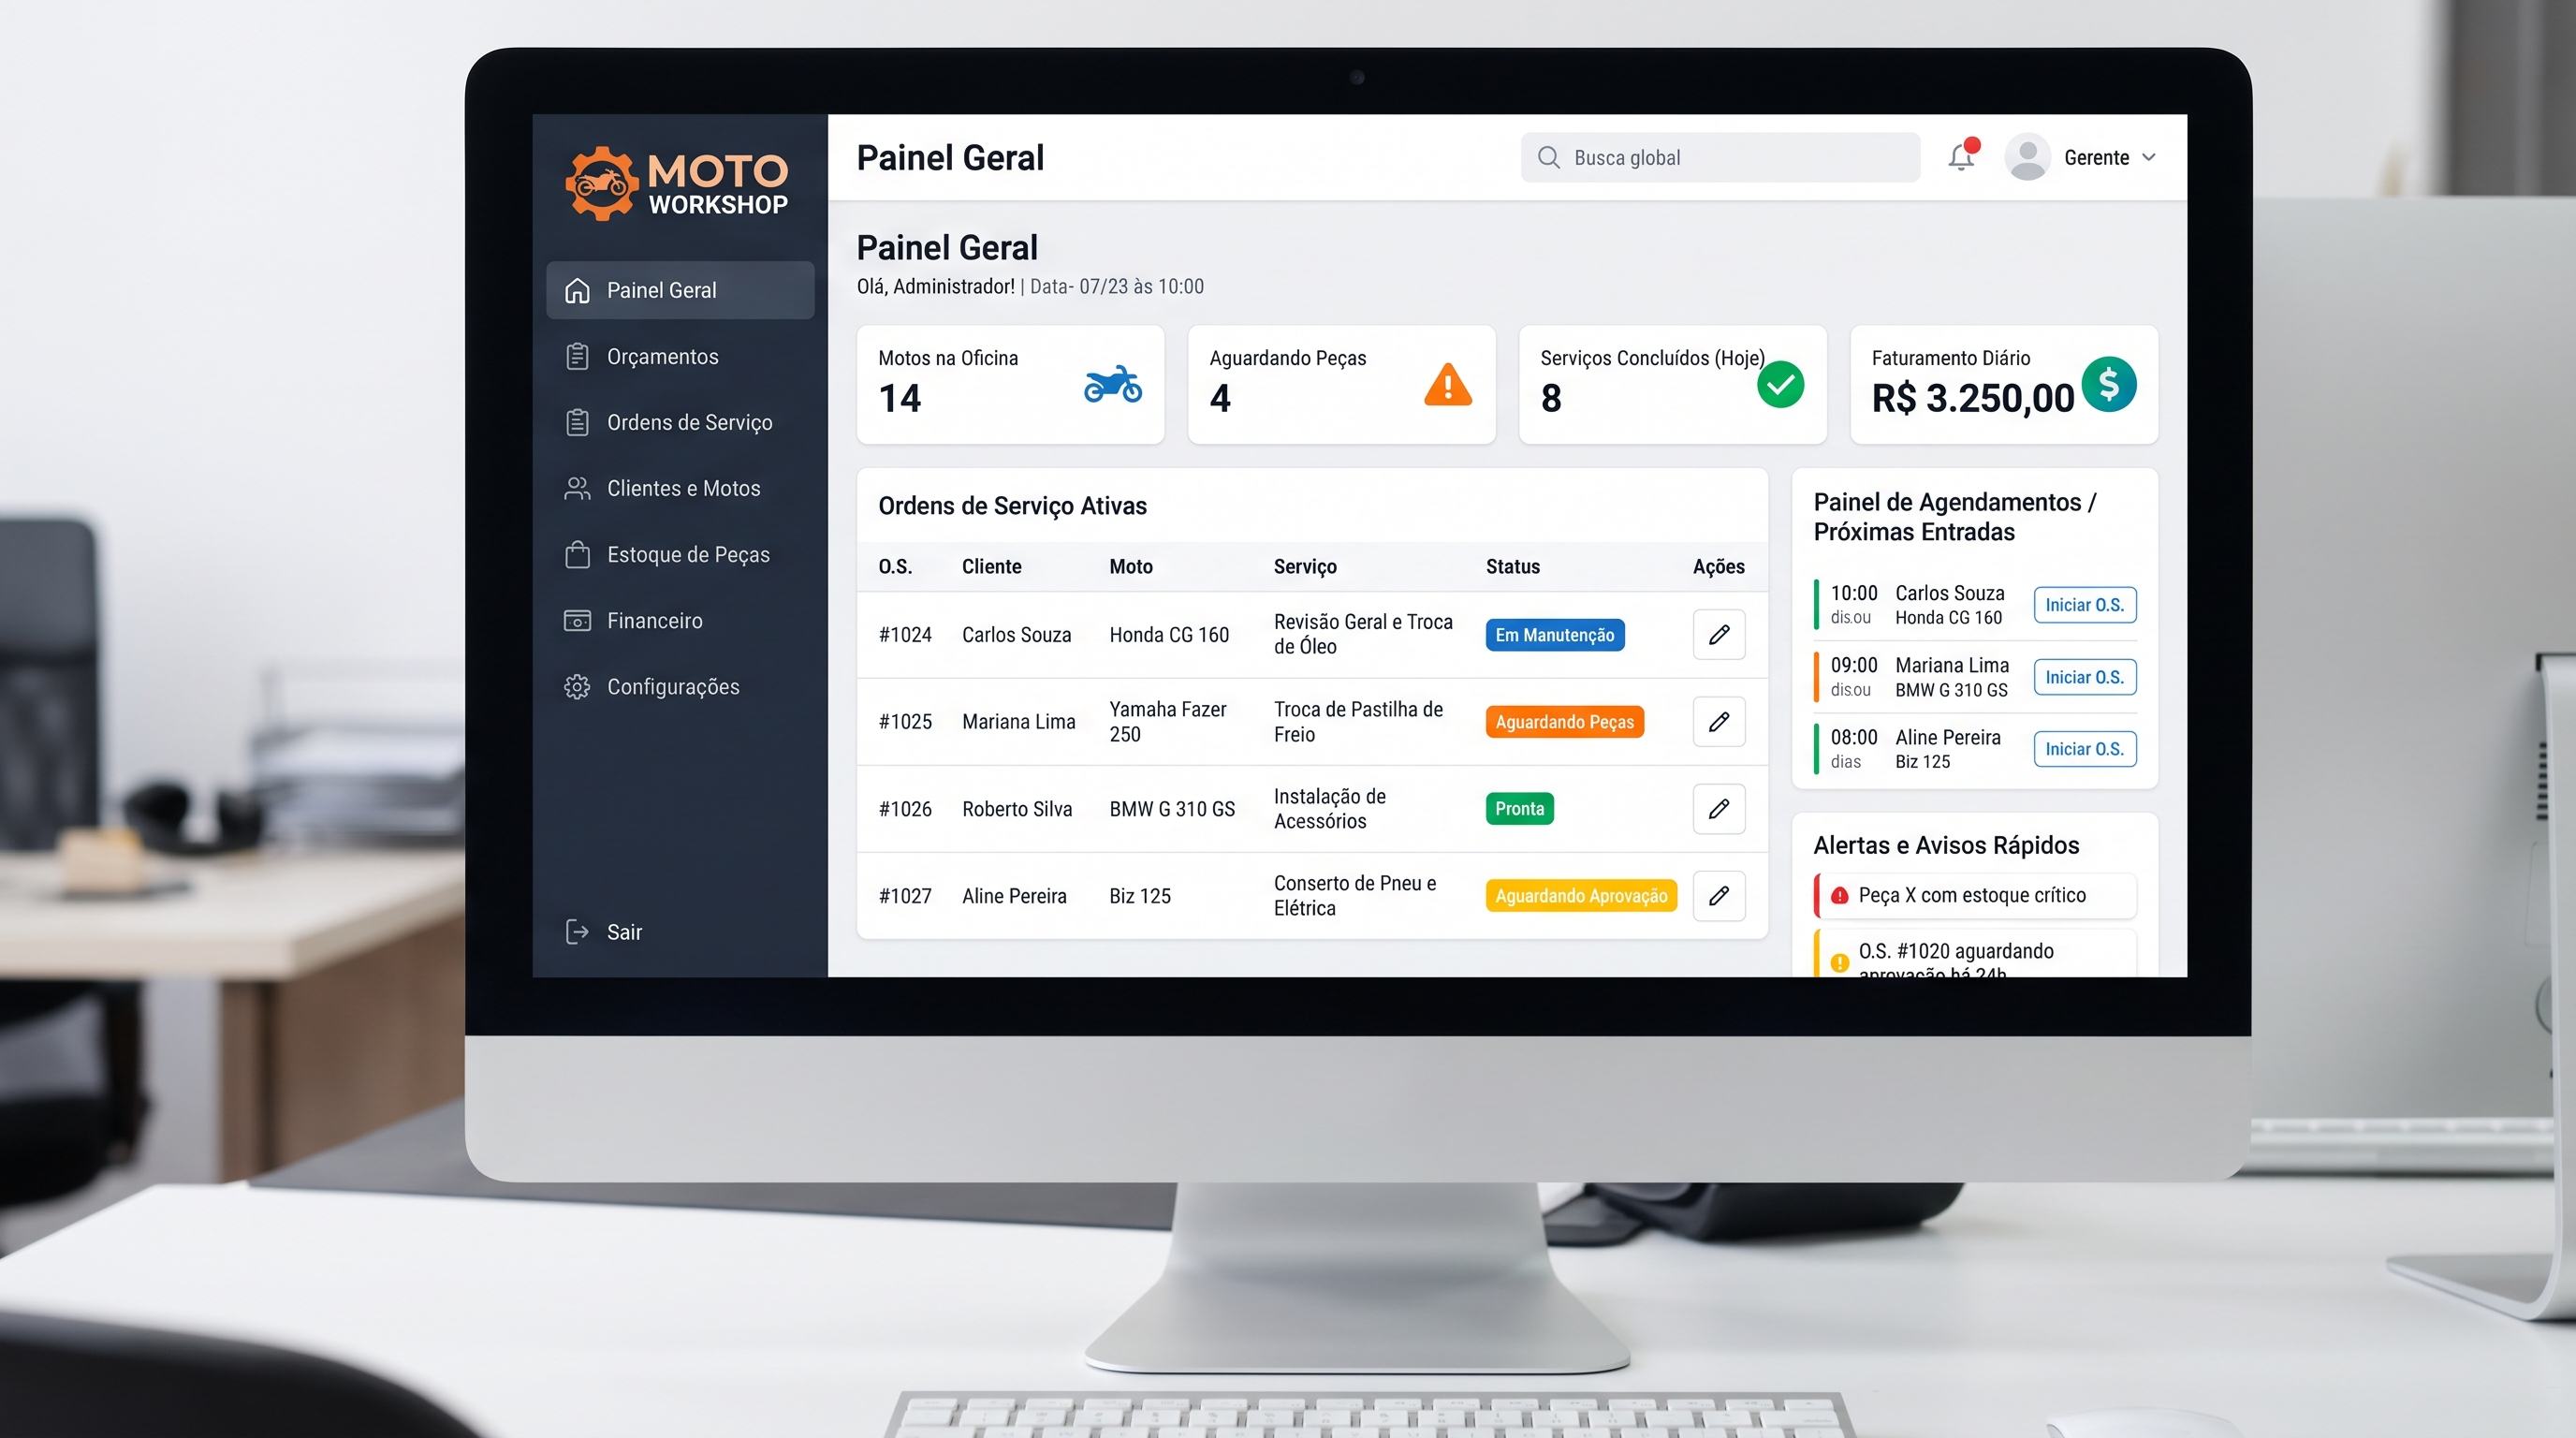 MOTO
WORKSHOP
Painel Geral
Orçamentos
Ordens de Serviço
Clientes e Motos
Estoque de Peças
Financeiro
Configurações
Sair
Painel Geral
Busca global
Gerente
Painel Geral
Olá, Administrador! | Data- 07/23 às 10:00
Motos na Oficina
14
Aguardando Peças
4
Serviços Concluídos (Hoje)
8
Faturamento Diário
R$ 3.250,00
$
Ordens de Serviço Ativas
O.S. Cliente Moto Serviço Status Ações
#1024 Carlos Souza Honda CG 160 Revisão Geral e Troca
de Óleo
Em Manutenção
#1025 Mariana Lima Yamaha Fazer
250
Troca de Pastilha de
Freio
Aguardando Peças
#1026 Roberto Silva BMW G 310 GS Instalação de
Acessórios
Pronta
#1027 Aline Pereira Biz 125 Conserto de Pneu e
Elétrica
Aguardando Aprovação
Painel de Agendamentos /
Próximas Entradas
10:00 Carlos Souza
dis.ou Honda CG 160
Iniciar O.S.
09:00 Mariana Lima
dis.ou BMW G 310 GS
Iniciar O.S.
08:00 Aline Pereira
dias Biz 125
Iniciar O.S.
Alertas e Avisos Rápidos
Peça X com estoque crítico
O.S. #1020 aguardando
aprovação há 24h